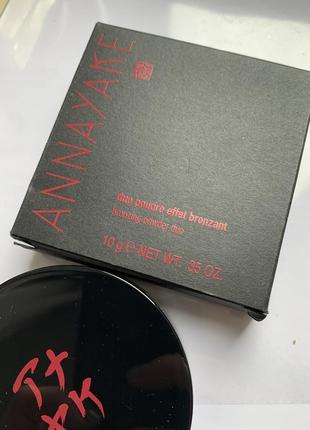 ANNAYAKE
duo poudre effet bronzant
bronzing powder duo
10 g e NET WT. .35 OZ.